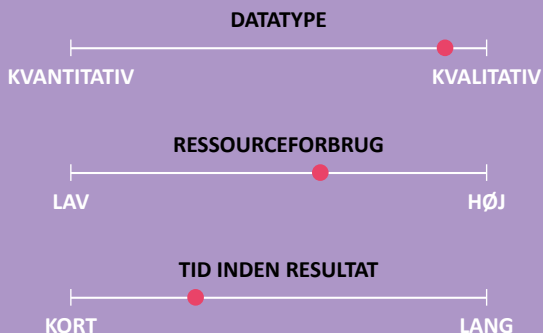 DATATYPE
KVANTITATIV KVALITATIV
RESSOURCEFORBRUG
LAV HØJ
TID INDEN RESULTAT
KORT LANG